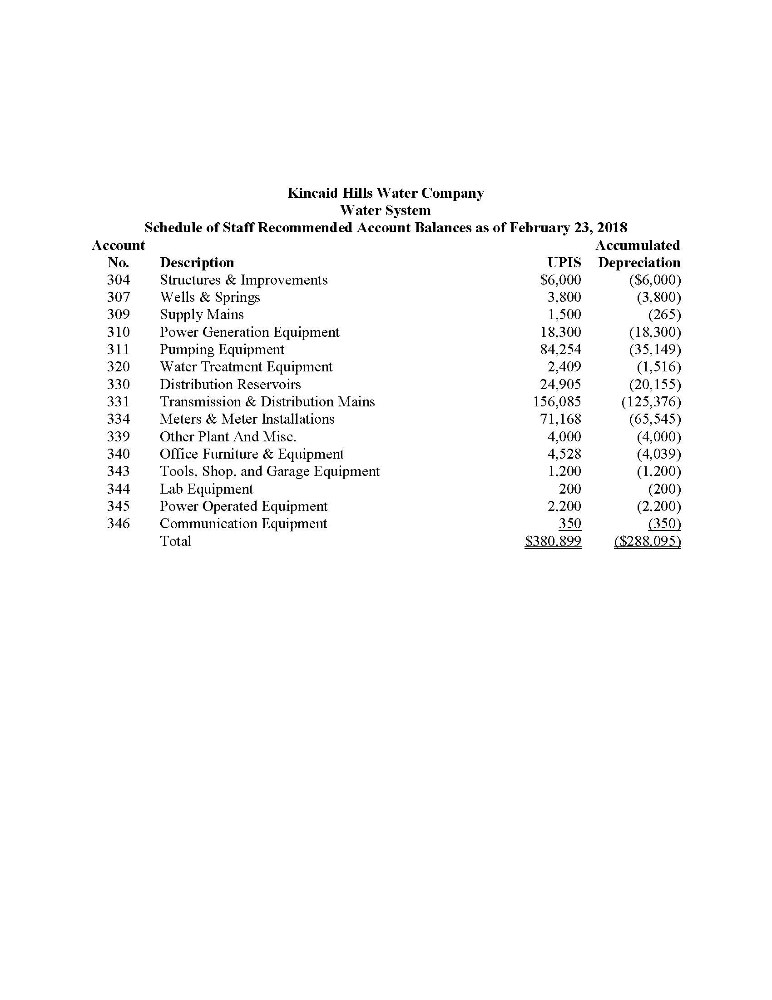 Kincaid Hills Water Company
Water System
Schedule of Staff Recommended Account Balances as of February 23, 2018
Account Accumulated
No. Description UPIS Depreciation
304 Structures & Improvements $6,000 ($6,000)
307 Wells & Springs 3,800 (3,800)
309 Supply Mains 1,500 (265)
310 Power Generation Equipment 18,300 (18,300)
311 Pumping Equipment 84,254 (35,149)
320 Water Treatment Equipment 2,409 (1,516)
330 Distribution Reservoirs 24,905 (20,155)
331 Transmission & Distribution Mains 156,085 (125,376)
334 Meters & Meter Installations 71,168 (65,545)
339 Other Plant And Misc. 4,000 (4,000)
340 Office Furniture & Equipment 4,528 (4,039)
343 Tools, Shop, and Garage Equipment 1,200 (1,200)
344 Lab Equipment 200 (200)
345 Power Operated Equipment 2,200 (2,200)
346 Communication Equipment 350 (350)
Total $380,899 ($288,095)